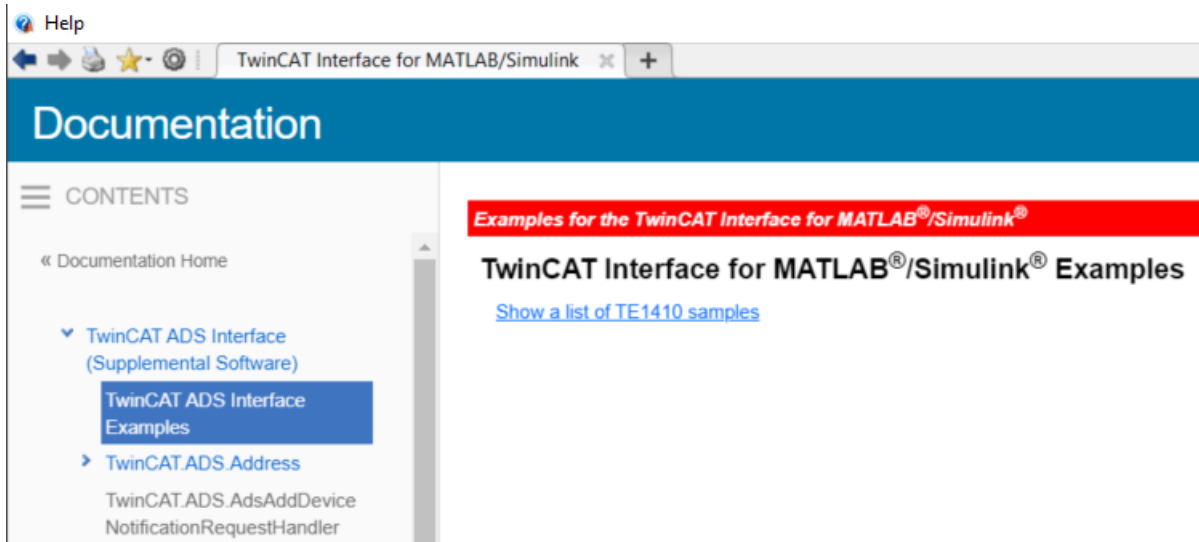 Help
TwinCAT Interface for MATLAB/Simulink
Documentation
CONTENTS
« Documentation Home
TwinCAT ADS Interface
(Supplemental Software)
TwinCAT ADS Interface
Examples
TwinCAT.ADS.Address
TwinCAT.ADS.AdsAddDevice
NotificationRequestHandler
Examples for the TwinCAT Interface for MATLAB®/Simulink®
TwinCAT Interface for MATLAB®/Simulink® Examples
Show a list of TE1410 samples